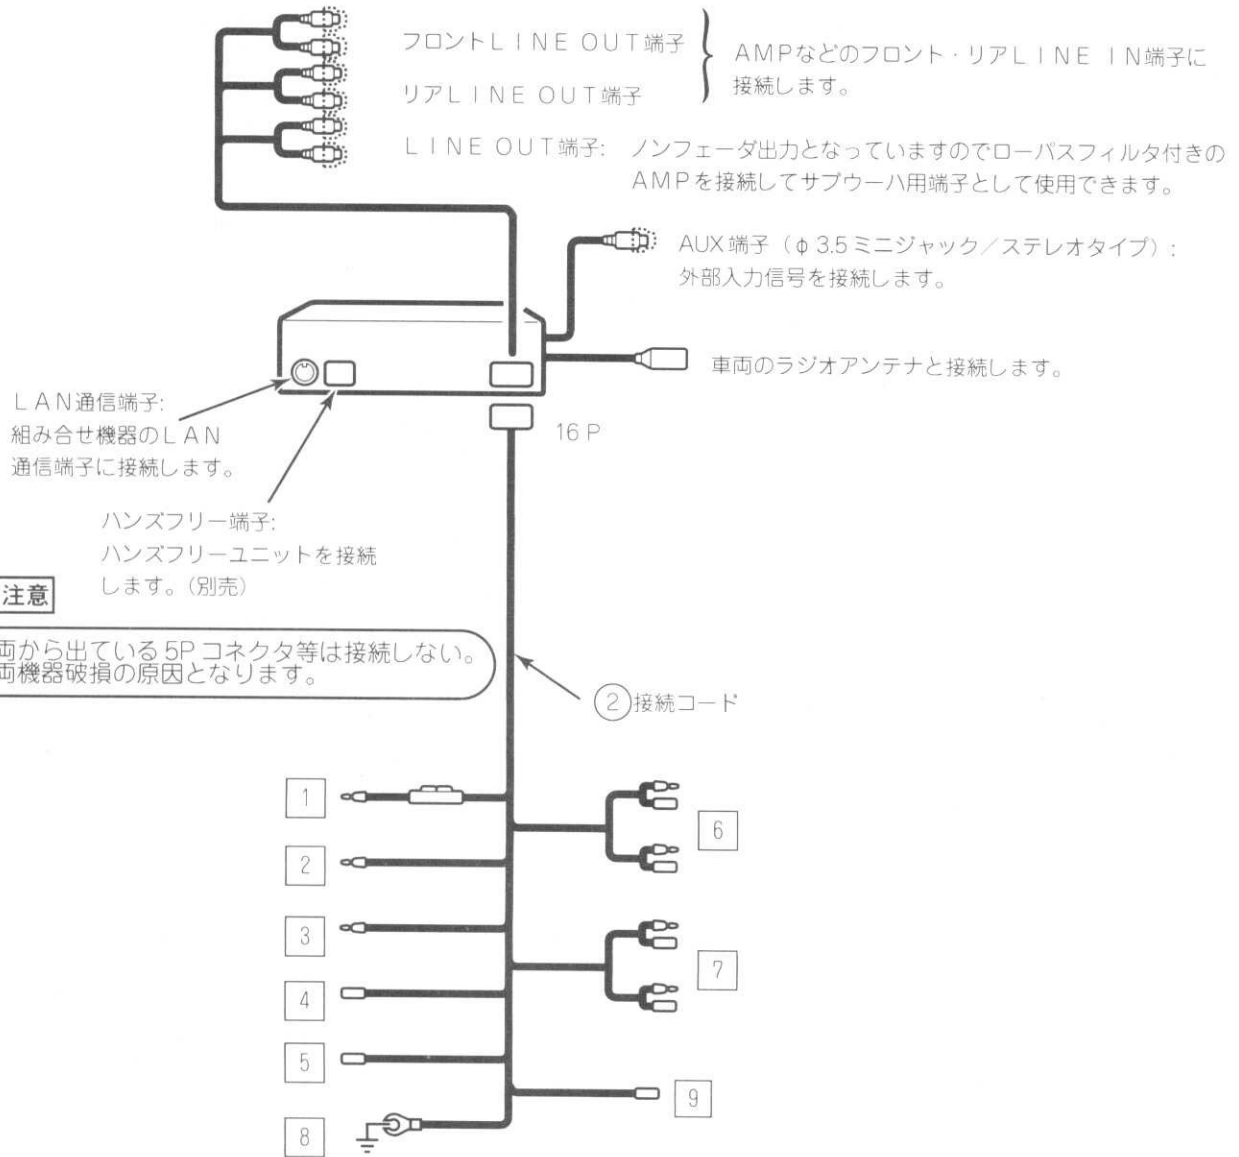 フロントLINE OUT端子
リアLINE OUT端子
AMPなどのフロント・リアLINE IN端子に
接続します。
LINE OUT端子: ノンフェーダ出力となっていますのでローパスフィルタ付きの
AMPを接続してサブウーハ用端子として使用できます。
AUX端子（φ3.5ミニジャック／ステレオタイプ）:
外部入力信号を接続します。
車両のラジオアンテナと接続します。
LAN通信端子:
組み合せ機器のLAN
通信端子に接続します。
16P
ハンズフリー端子:
ハンズフリーユニットを接続
します。（別売）
注意
両から出ている5Pコネクタ等は接続しない。
両機器破損の原因となります。
②接続コード
1
2
3
4
5
8
6
7
9